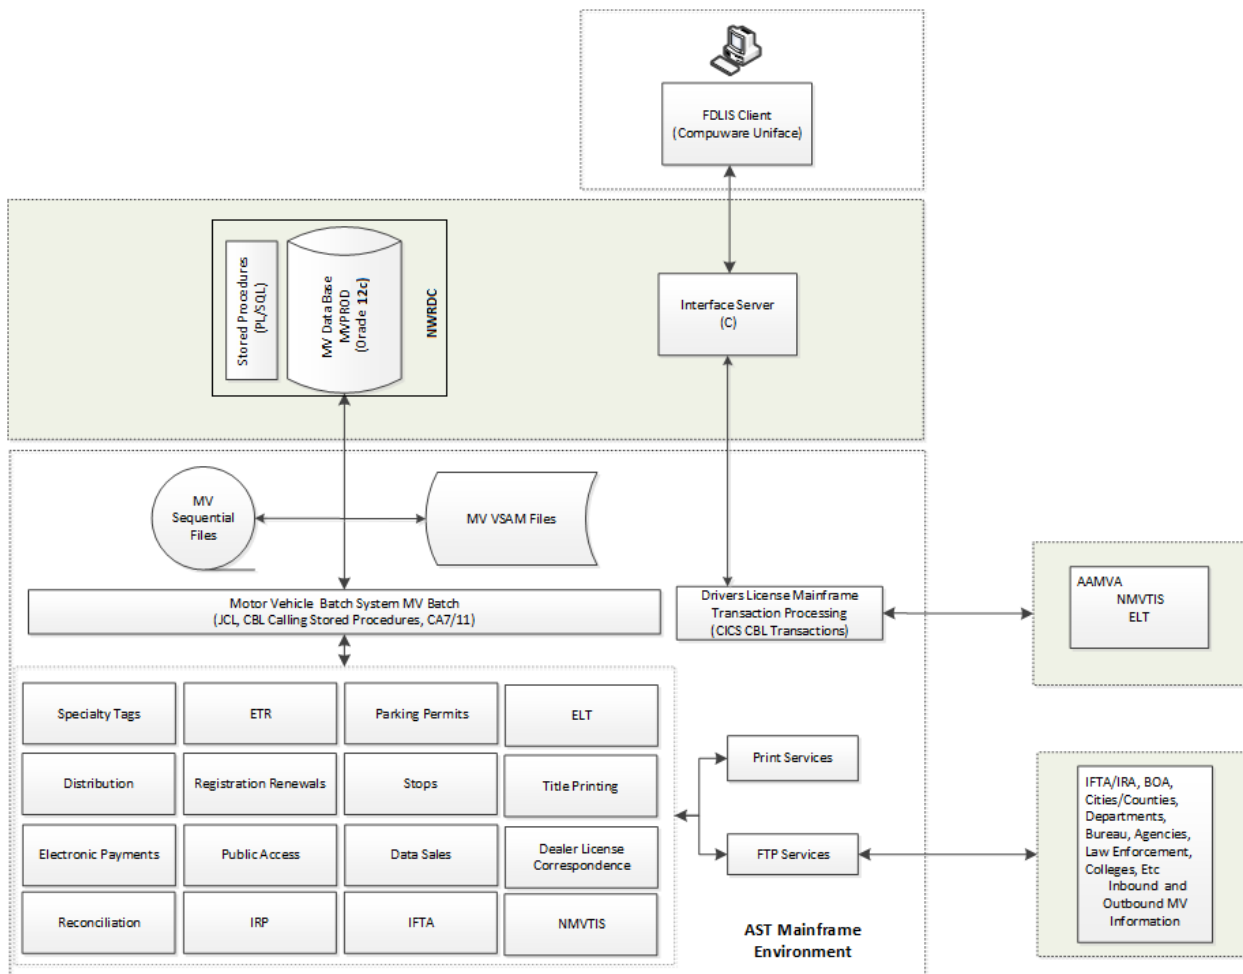 FDLIS Client
(Compuware Uniface)
Stored Procedures
(PL/SQL)
MV Data Base
MVPROD
(Oracle 12c)
NWRDC
Interface Server
(C)
MV
Sequential
Files
MV VSAM Files
Motor Vehicle Batch System MV Batch
(JCL, CBL Calling Stored Procedures, CA7/11)
Drivers License Mainframe
Transaction Processing
(CICS CBL Transactions)
AAMVA
NMVTIS
ELT
Specialty Tags
ETR
Parking Permits
ELT
Distribution
Registration Renewals
Stops
Title Printing
Electronic Payments
Public Access
Data Sales
Dealer License
Correspondence
Reconciliation
IRP
IFTA
NMVTIS
Print Services
FTP Services
IFTA/IRA, BOA,
Cities/Counties,
Departments,
Bureau, Agencies,
Law Enforcement,
Colleges, Etc
Inbound and
Outbound MV
Information
AST Mainframe
Environment